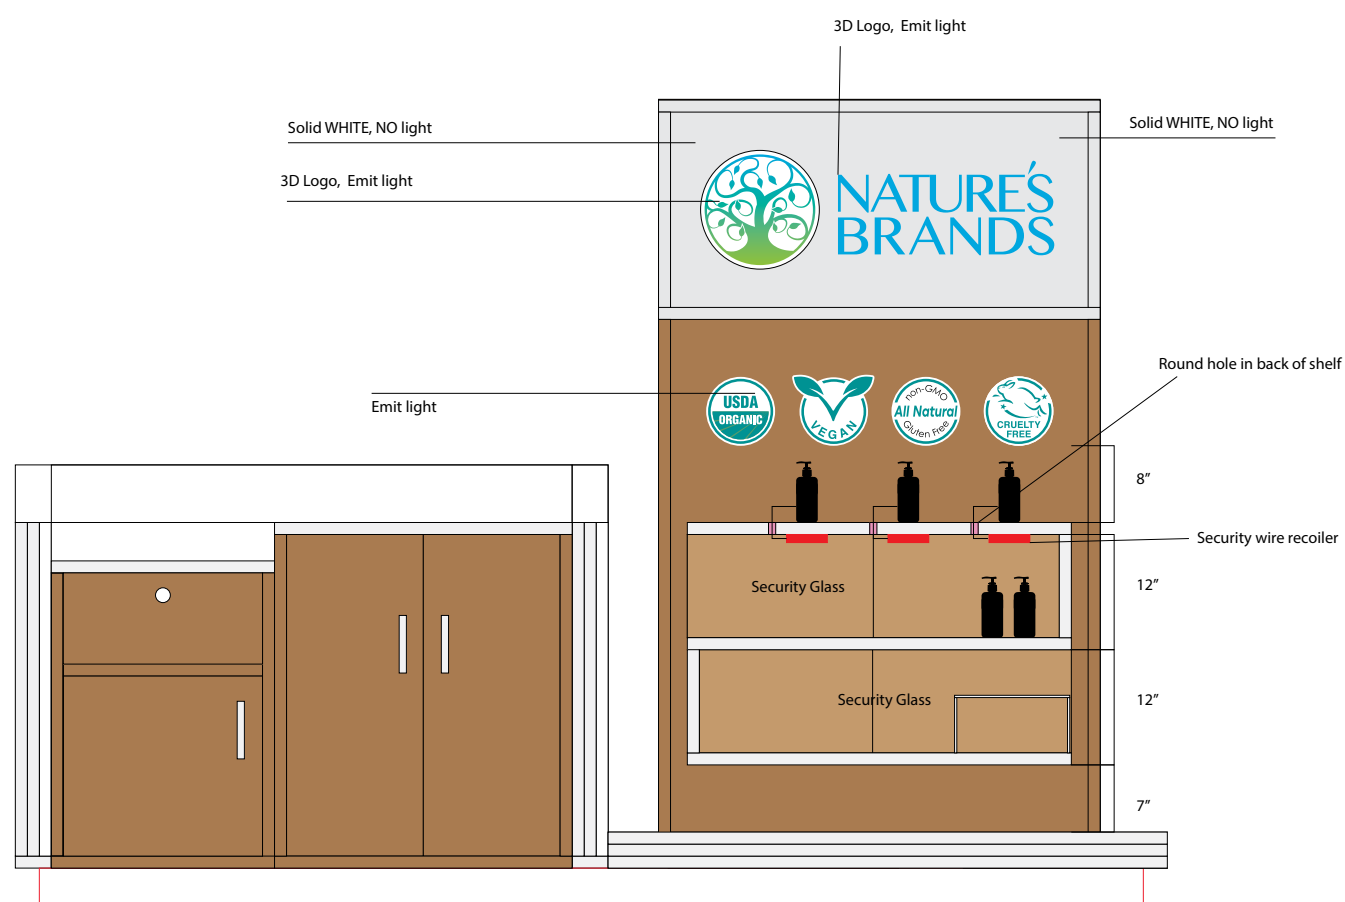 3D Logo, Emit light
Solid WHITE, NO light
Solid WHITE, NO light
3D Logo, Emit light
NATURE'S
BRANDS
Round hole in back of shelf
Emit light
USDA
ORGANIC
VEGAN
non-GMO
All Natural
Gluten Free
CRUELTY
FREE
8”
Security wire recoiler
Security Glass
12”
Security Glass
12”
7”